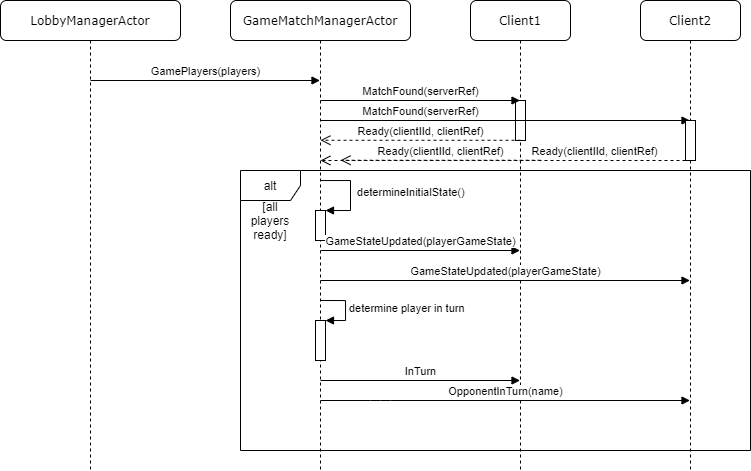 LobbyManagerActor
GameMatchManagerActor
Client1
Client2
GamePlayers(players)
MatchFound(serverRef)
MatchFound(serverRef)
Ready(clientIId, clientRef)
Ready(clientIId, clientRef)
Ready(clientIId, clientRef)
alt
[all
players
ready]
determineInitialState()
GameStateUpdated(playerGameState)
GameStateUpdated(playerGameState)
determine player in turn
InTurn
OpponentInTurn(name)